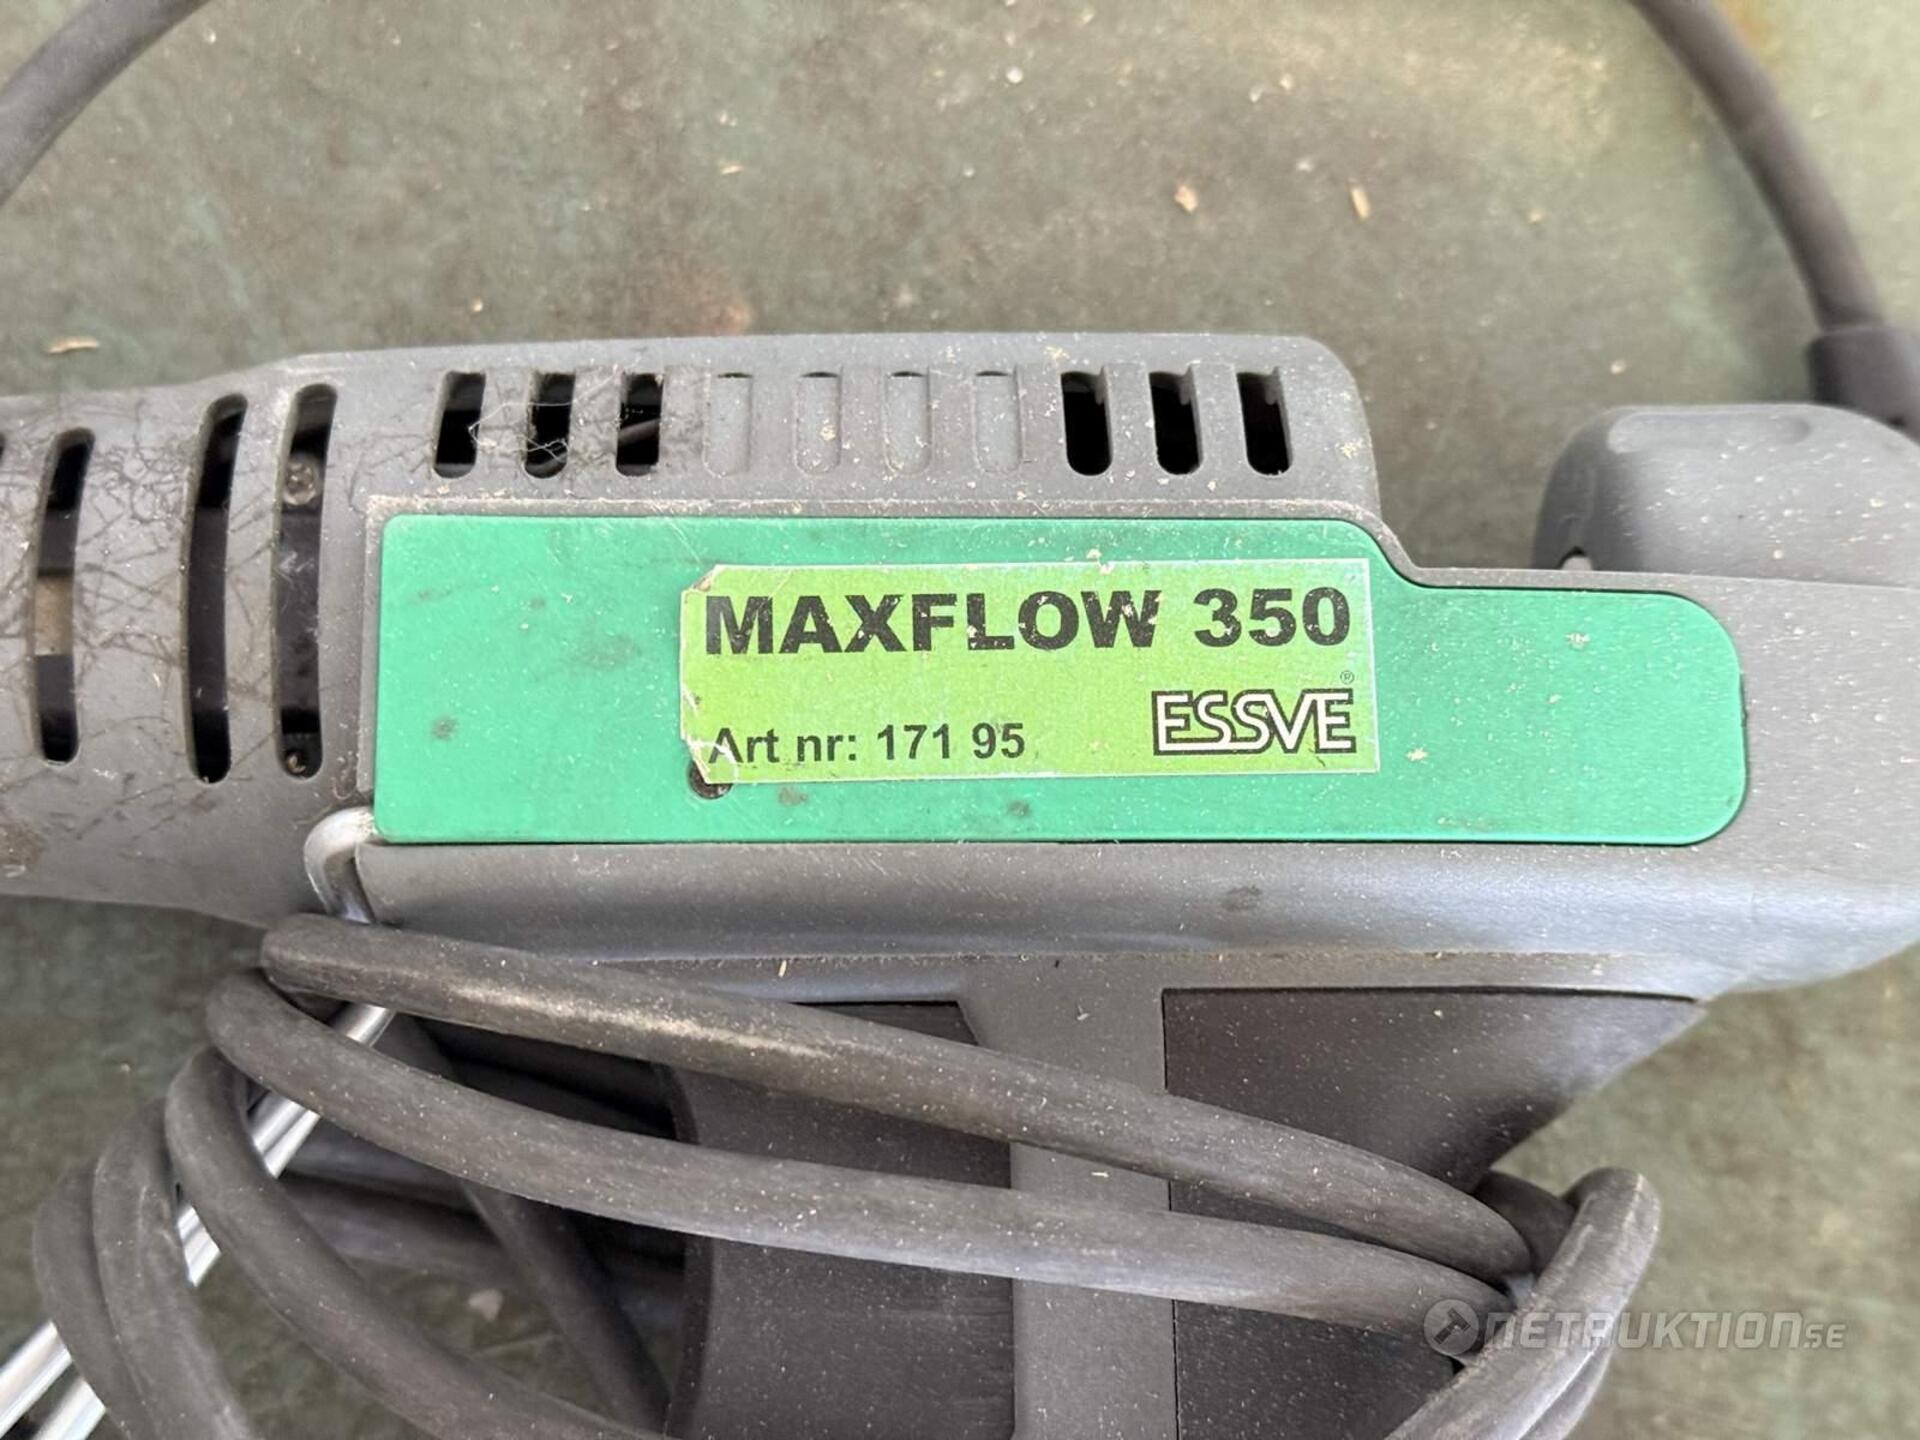 MAXFLOW 350
ESSVE®
Art nr: 171 95
NETRUKTION.SE